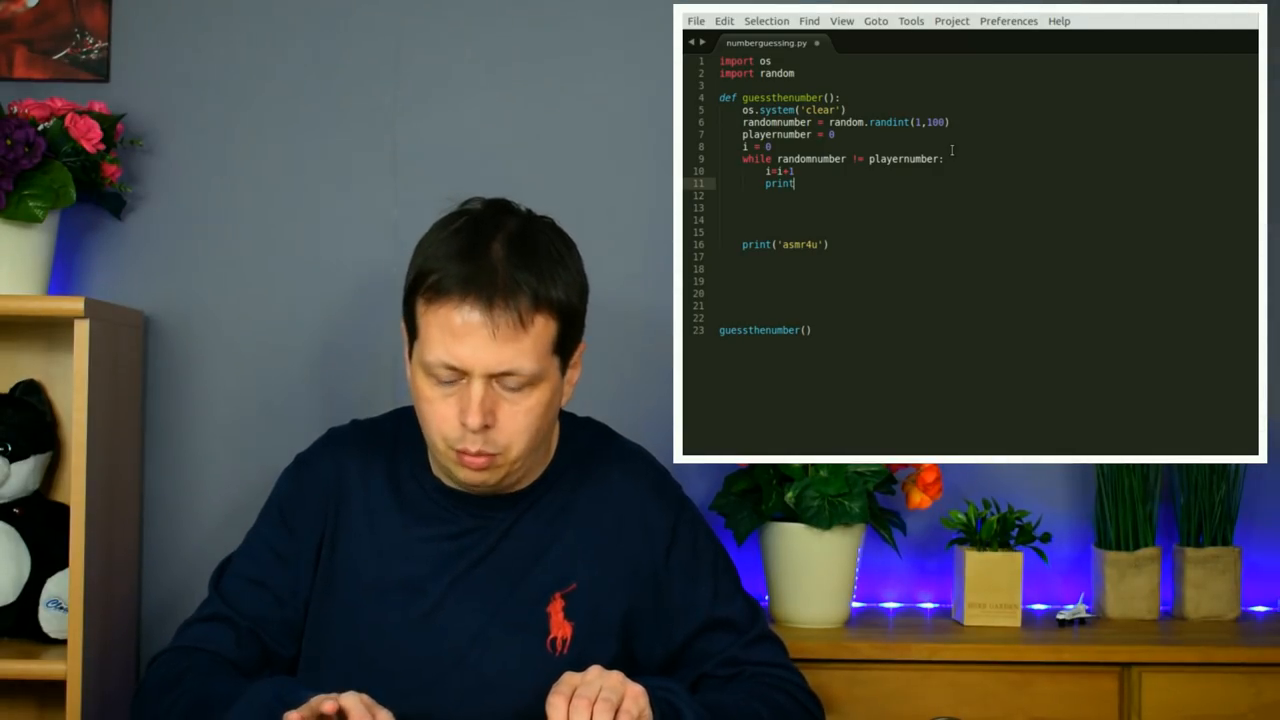 File Edit Selection Find View Goto Tools Project Preferences Help
numberguessing.py
1 import os
2 import random
3
4 def guessthenumber():
5 os.system('clear')
6 randomnumber = random.randint(1,100)
7 playernumber = 0
8 i = 0
9 while randomnumber != playernumber:
10 i=i+1
11 print
12
13
14
15
16 print('asmr4u')
17
18
19
20
21
22
23 guessthenumber()
HERB GARDEN